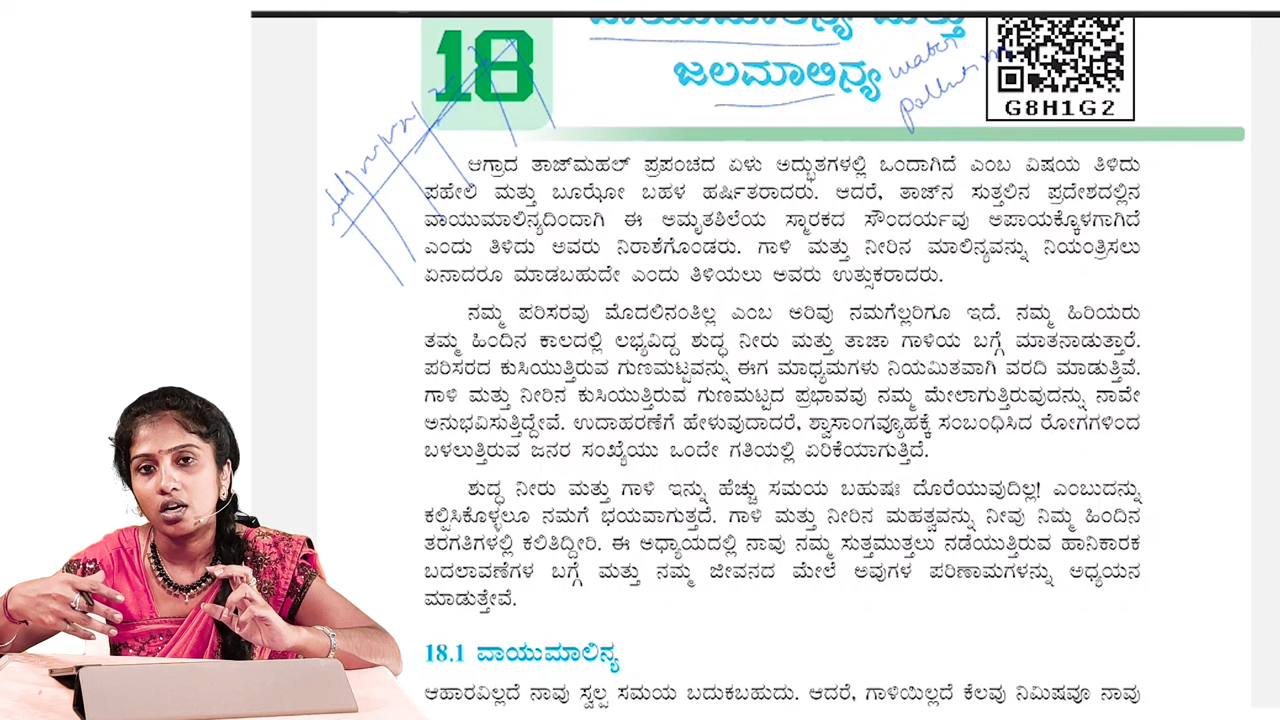 18
ವಾಯುಮಾಲಿನ್ಯ ಮತ್ತು
ಜಲಮಾಲಿನ್ಯ
water
pollution
G8H1G2
ಆಗ್ರಾದ ತಾಜ್‌ಮಹಲ್ ಪ್ರಪಂಚದ ಏಳು ಅದ್ಭುತಗಳಲ್ಲಿ ಒಂದಾಗಿದೆ ಎಂಬ ವಿಷಯ ತಿಳಿದು
ಪಹೇಲಿ ಮತ್ತು ಬೂಝೋ ಬಹಳ ಹರ್ಷಿತರಾದರು. ಆದರೆ, ತಾಜ್‌ನ ಸುತ್ತಲಿನ ಪ್ರದೇಶದಲ್ಲಿನ
ವಾಯುಮಾಲಿನ್ಯದಿಂದಾಗಿ ಈ ಅಮೃತಶಿಲೆಯ ಸ್ಮಾರಕದ ಸೌಂದರ್ಯವು ಅಪಾಯಕ್ಕೊಳಗಾಗಿದೆ
ಎಂದು ತಿಳಿದು ಅವರು ನಿರಾಶೆಗೊಂಡರು. ಗಾಳಿ ಮತ್ತು ನೀರಿನ ಮಾಲಿನ್ಯವನ್ನು ನಿಯಂತ್ರಿಸಲು
ಏನಾದರೂ ಮಾಡಬಹುದೇ ಎಂದು ತಿಳಿಯಲು ಅವರು ಉತ್ಸುಕರಾದರು.
ನಮ್ಮ ಪರಿಸರವು ಮೊದಲಿನಂತಿಲ್ಲ ಎಂಬ ಅರಿವು ನಮಗೆಲ್ಲರಿಗೂ ಇದೆ. ನಮ್ಮ ಹಿರಿಯರು
ತಮ್ಮ ಹಿಂದಿನ ಕಾಲದಲ್ಲಿ ಲಭ್ಯವಿದ್ದ ಶುದ್ಧ ನೀರು ಮತ್ತು ತಾಜಾ ಗಾಳಿಯ ಬಗ್ಗೆ ಮಾತನಾಡುತ್ತಾರೆ.
ಪರಿಸರದ ಕುಸಿಯುತ್ತಿರುವ ಗುಣಮಟ್ಟವನ್ನು ಈಗ ಮಾಧ್ಯಮಗಳು ನಿಯಮಿತವಾಗಿ ವರದಿ ಮಾಡುತ್ತಿವೆ.
ಗಾಳಿ ಮತ್ತು ನೀರಿನ ಕುಸಿಯುತ್ತಿರುವ ಗುಣಮಟ್ಟದ ಪ್ರಭಾವವು ನಮ್ಮ ಮೇಲಾಗುತ್ತಿರುವುದನ್ನು ನಾವೇ
ಅನುಭವಿಸುತ್ತಿದ್ದೇವೆ. ಉದಾಹರಣೆಗೆ ಹೇಳುವುದಾದರೆ, ಶ್ವಾಸಾಂಗವ್ಯೂಹಕ್ಕೆ ಸಂಬಂಧಿಸಿದ ರೋಗಗಳಿಂದ
ಬಳಲುತ್ತಿರುವ ಜನರ ಸಂಖ್ಯೆಯು ಒಂದೇ ಗತಿಯಲ್ಲಿ ಏರಿಕೆಯಾಗುತ್ತಿದೆ.
ಶುದ್ಧ ನೀರು ಮತ್ತು ಗಾಳಿ ಇನ್ನು ಹೆಚ್ಚು ಸಮಯ ಬಹುಷಃ ದೊರೆಯುವುದಿಲ್ಲ! ಎಂಬುದನ್ನು
ಕಲ್ಪಿಸಿಕೊಳ್ಳಲೂ ನಮಗೆ ಭಯವಾಗುತ್ತದೆ. ಗಾಳಿ ಮತ್ತು ನೀರಿನ ಮಹತ್ವವನ್ನು ನೀವು ನಿಮ್ಮ ಹಿಂದಿನ
ತರಗತಿಗಳಲ್ಲಿ ಕಲಿತಿದ್ದೀರಿ. ಈ ಅಧ್ಯಾಯದಲ್ಲಿ ನಾವು ನಮ್ಮ ಸುತ್ತಮುತ್ತಲು ನಡೆಯುತ್ತಿರುವ ಹಾನಿಕಾರಕ
ಬದಲಾವಣೆಗಳ ಬಗ್ಗೆ ಮತ್ತು ನಮ್ಮ ಜೀವನದ ಮೇಲೆ ಅವುಗಳ ಪರಿಣಾಮಗಳನ್ನು ಅಧ್ಯಯನ
ಮಾಡುತ್ತೇವೆ.
18.1 ವಾಯುಮಾಲಿನ್ಯ
ಆಹಾರವಿಲ್ಲದೆ ನಾವು ಸ್ವಲ್ಪ ಸಮಯ ಬದುಕಬಹುದು. ಆದರೆ, ಗಾಳಿಯಿಲ್ಲದೆ ಕೆಲವು ನಿಮಿಷವೂ ನಾವು